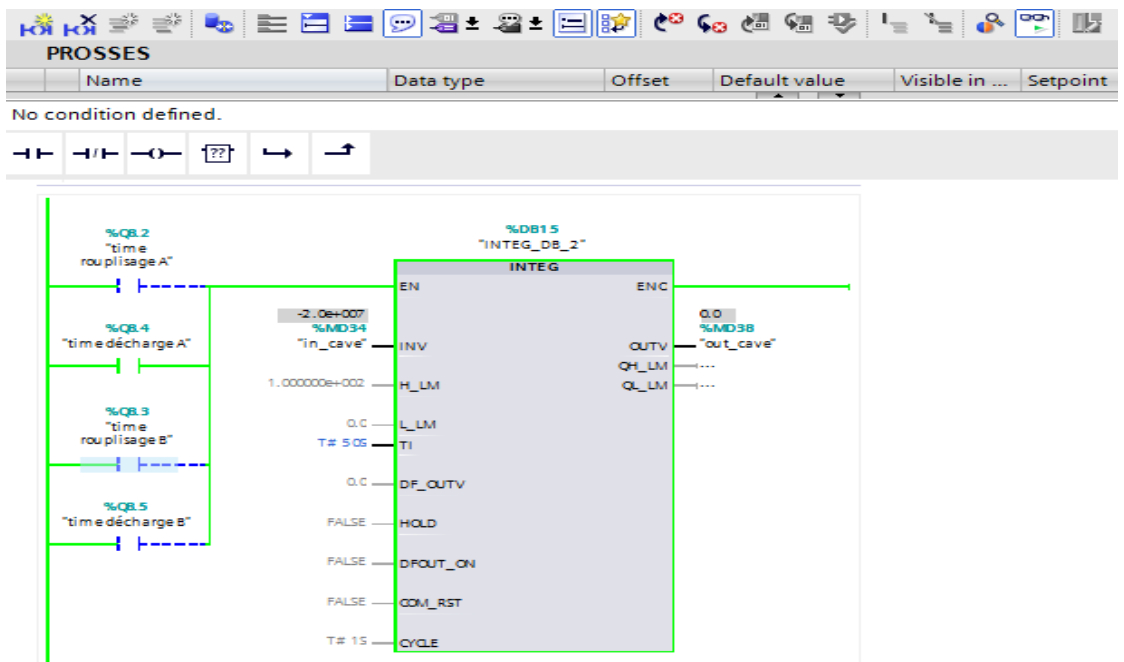 PROSSES
Name Data type Offset Default value Visible in ... Setpoint
No condition defined.
??
%Q8.2
"time
rouplisage A"
%Q8.4
"time décharge A"
%Q8.3
"time
rouplisage B"
%Q8.5
"time décharge B"
%DB15
"INTEG_DB_2"
INTEG
EN ENC
-2.0e+007
%MD34
"in_cave" INV
0.0
%MD38
OUTV "out_cave"
QH_LM ...
1.000000e+002 H_LM QL_LM ...
0.0 L_LM
T# 50S TI
0.0 DF_OUTV
FALSE HOLD
FALSE DFOUT_ON
FALSE COM_RST
T# 1S CYCLE